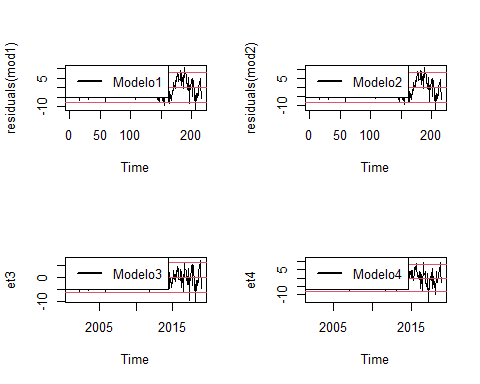 residuals(mod1)
5
-10
Modelo1
0
50
100
200
Time
residuals(mod2)
5
-10
Modelo2
0
50
100
200
Time
et3
0
-10
Modelo3
2005
2015
Time
et4
5
-10
Modelo4
2005
2015
Time